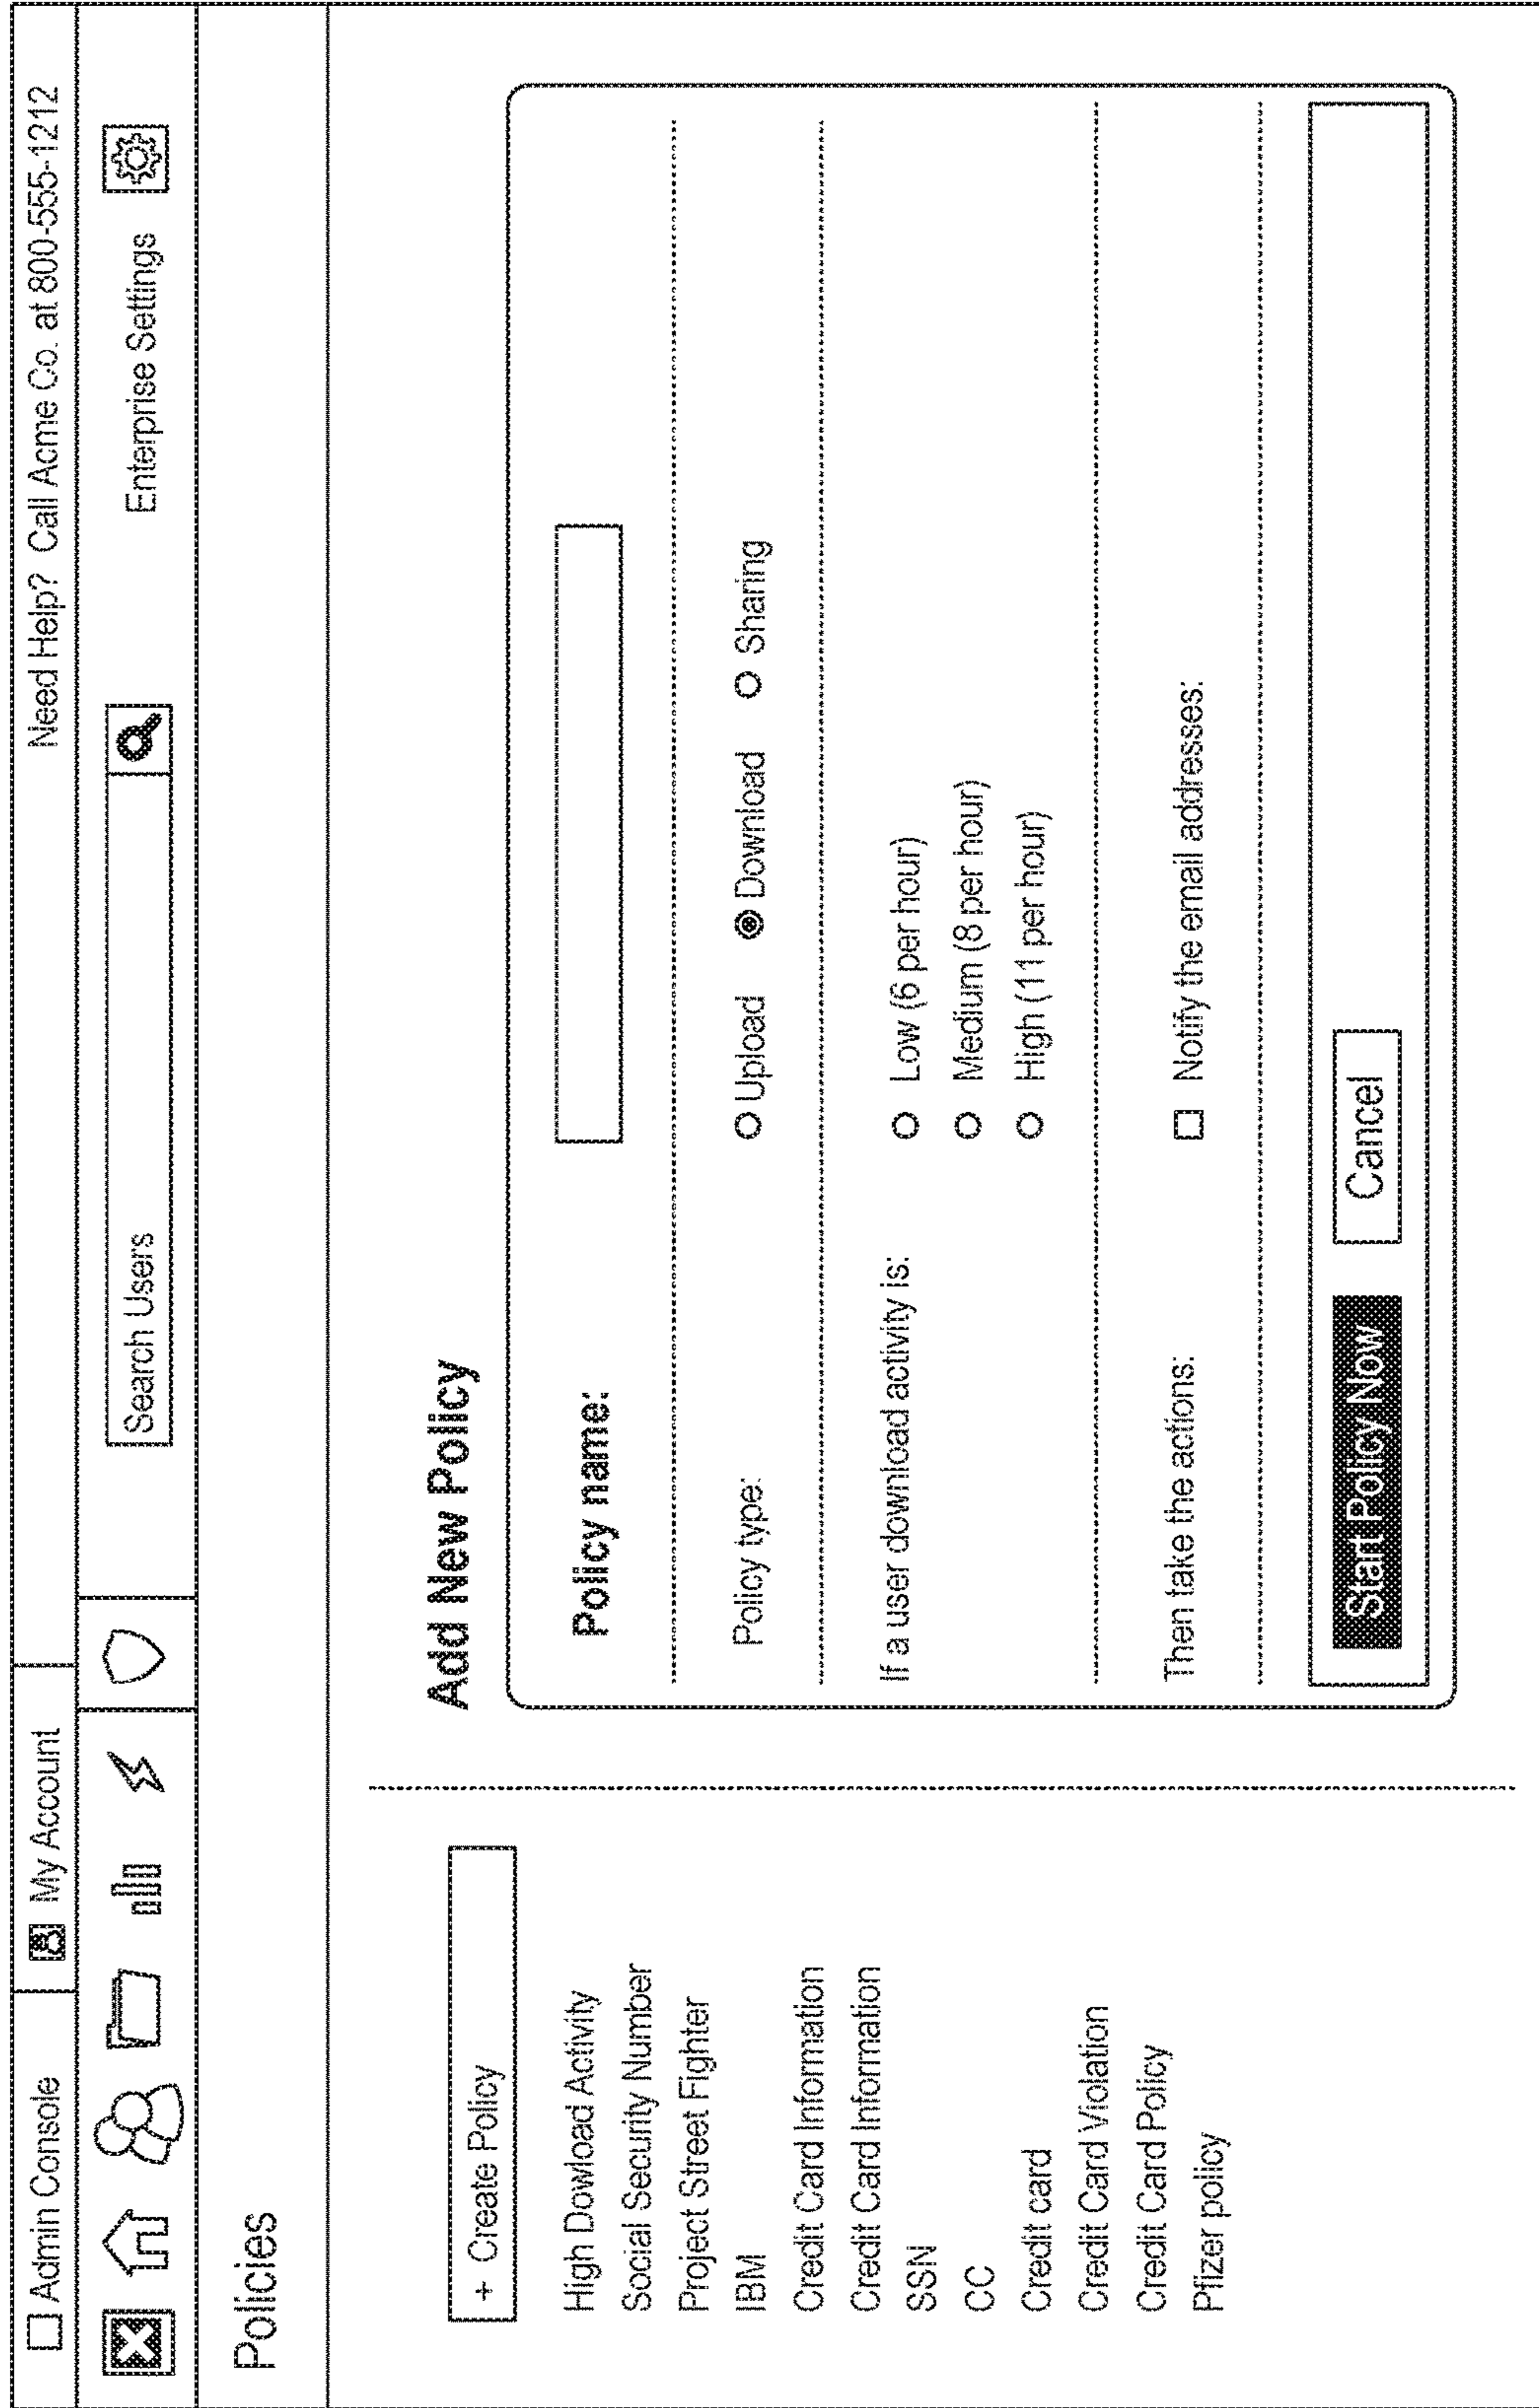 Admin Console
My Account
Need Help? Call Acme Co. at 800-555-1212
Search Users
Enterprise Settings
Policies
+ Create Policy
High Dowload Activity
Social Security Number
Project Street Fighter
IBM
Credit Card Information
Credit Card Information
SSN
CC
Credit card
Credit Card Violation
Credit Card Policy
Pfizer policy
Add New Policy
Policy name:
Policy type:
Upload Download Sharing
If a user download activity is:
Low (6 per hour)
Medium (8 per hour)
High (11 per hour)
Then take the actions:
Notify the email addresses:
Start Policy Now
Cancel